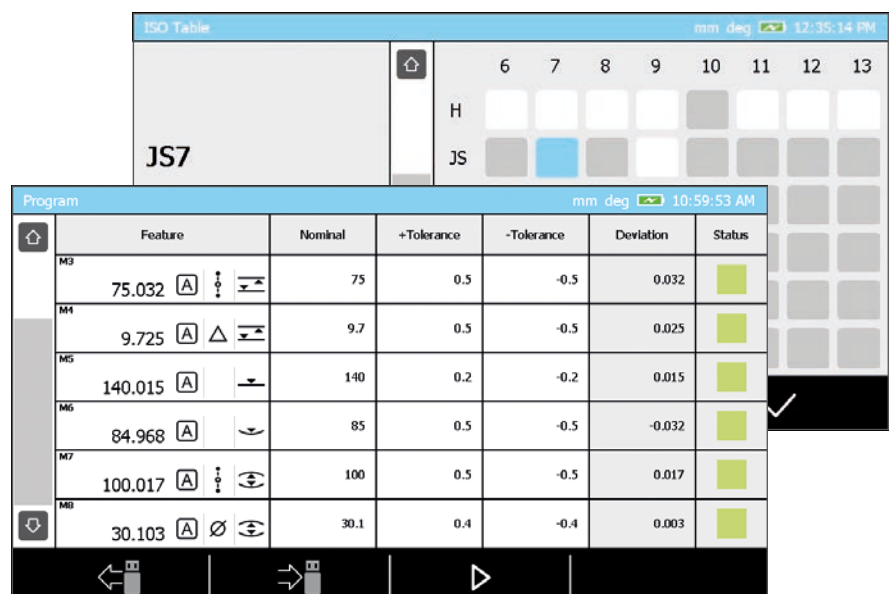 ISO Table mm deg 12:35:14 PM
6 7 8 9 10 11 12 13
H
JS7 JS
Program mm deg 10:59:53 AM
Feature Nominal +Tolerance -Tolerance Deviation Status
M3
75.032 A 75 0.5 -0.5 0.032
M4
9.725 A 9.7 0.5 -0.5 0.025
M5
140.015 A 140 0.2 -0.2 0.015
M6
84.968 A 85 0.5 -0.5 -0.032
M7
100.017 A 100 0.5 -0.5 0.017
M8
30.103 A Ø 30.1 0.4 -0.4 0.003